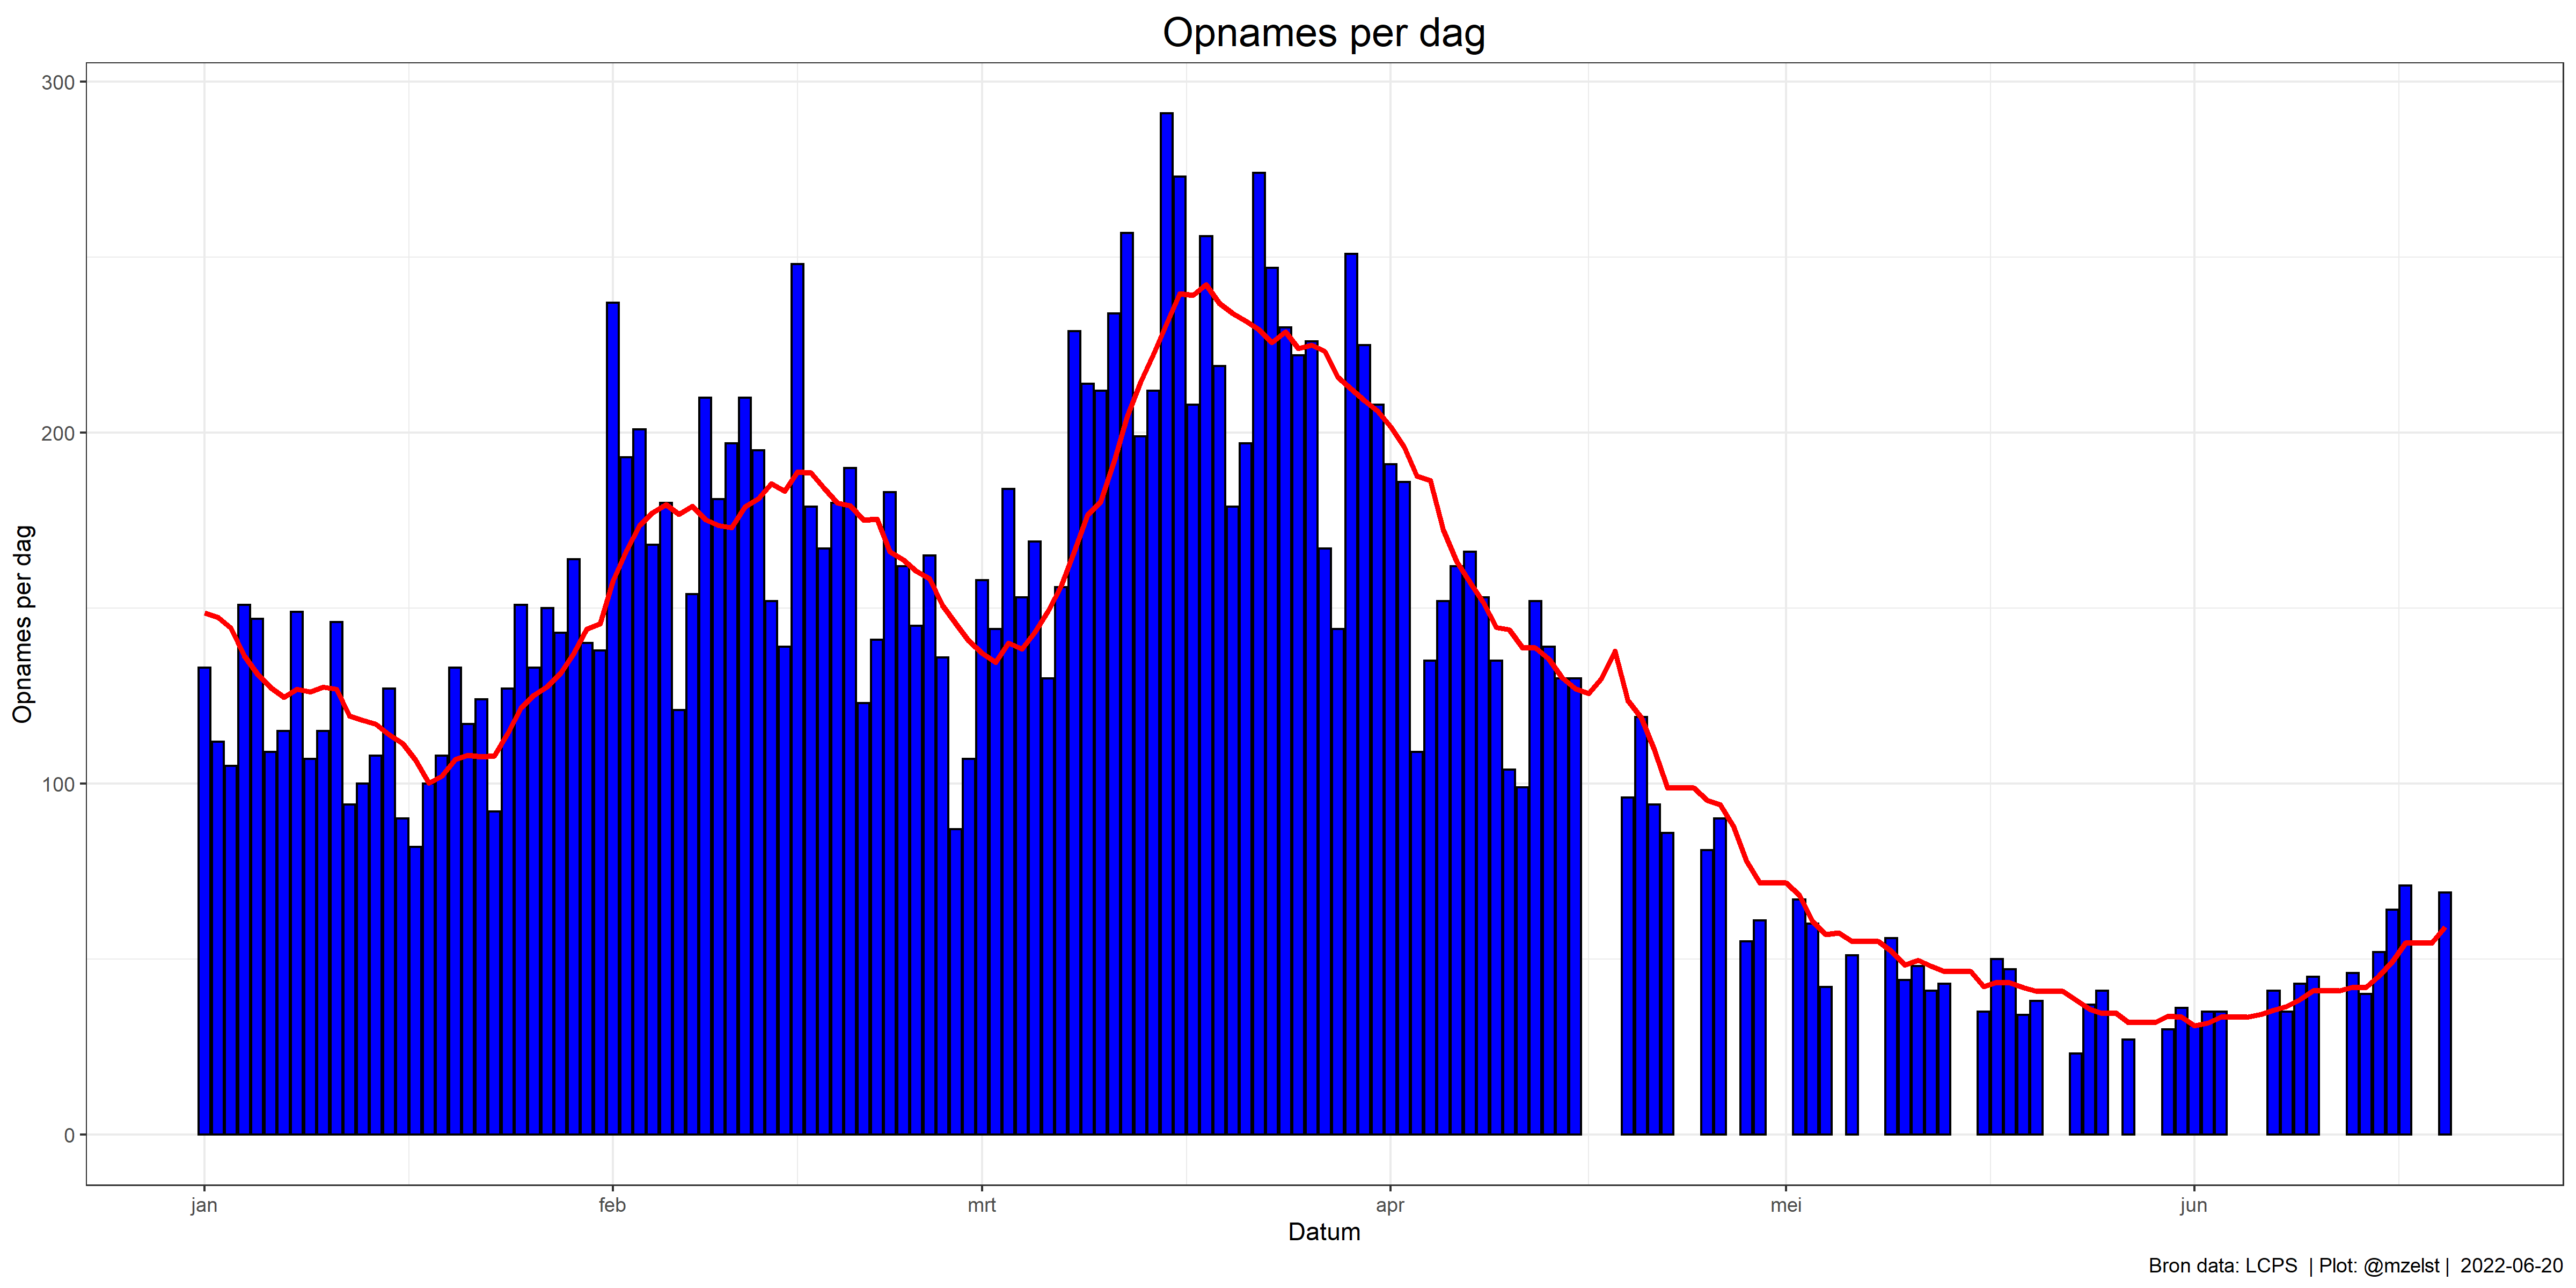 Opnames per dag
300
200
100
0
Opnames per dag
jan feb mrt apr mei jun
Datum
Bron data: LCPS | Plot: @mzelst | 2022-06-20